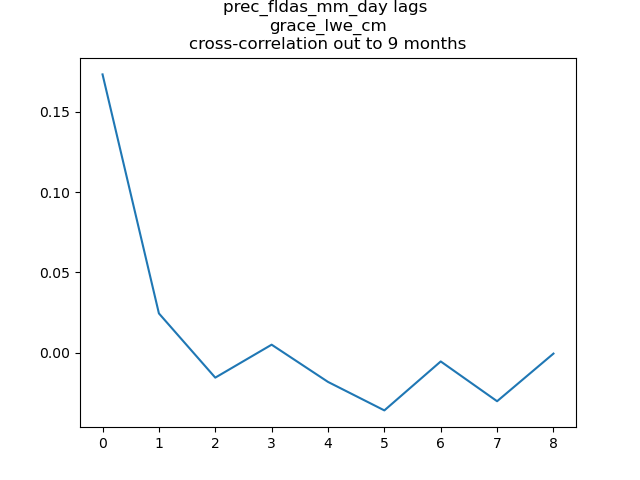 prec_fldas_mm_day lags
grace_lwe_cm
cross-correlation out to 9 months
0.15
0.10
0.05
0.00
0 1 2 3 4 5 6 7 8